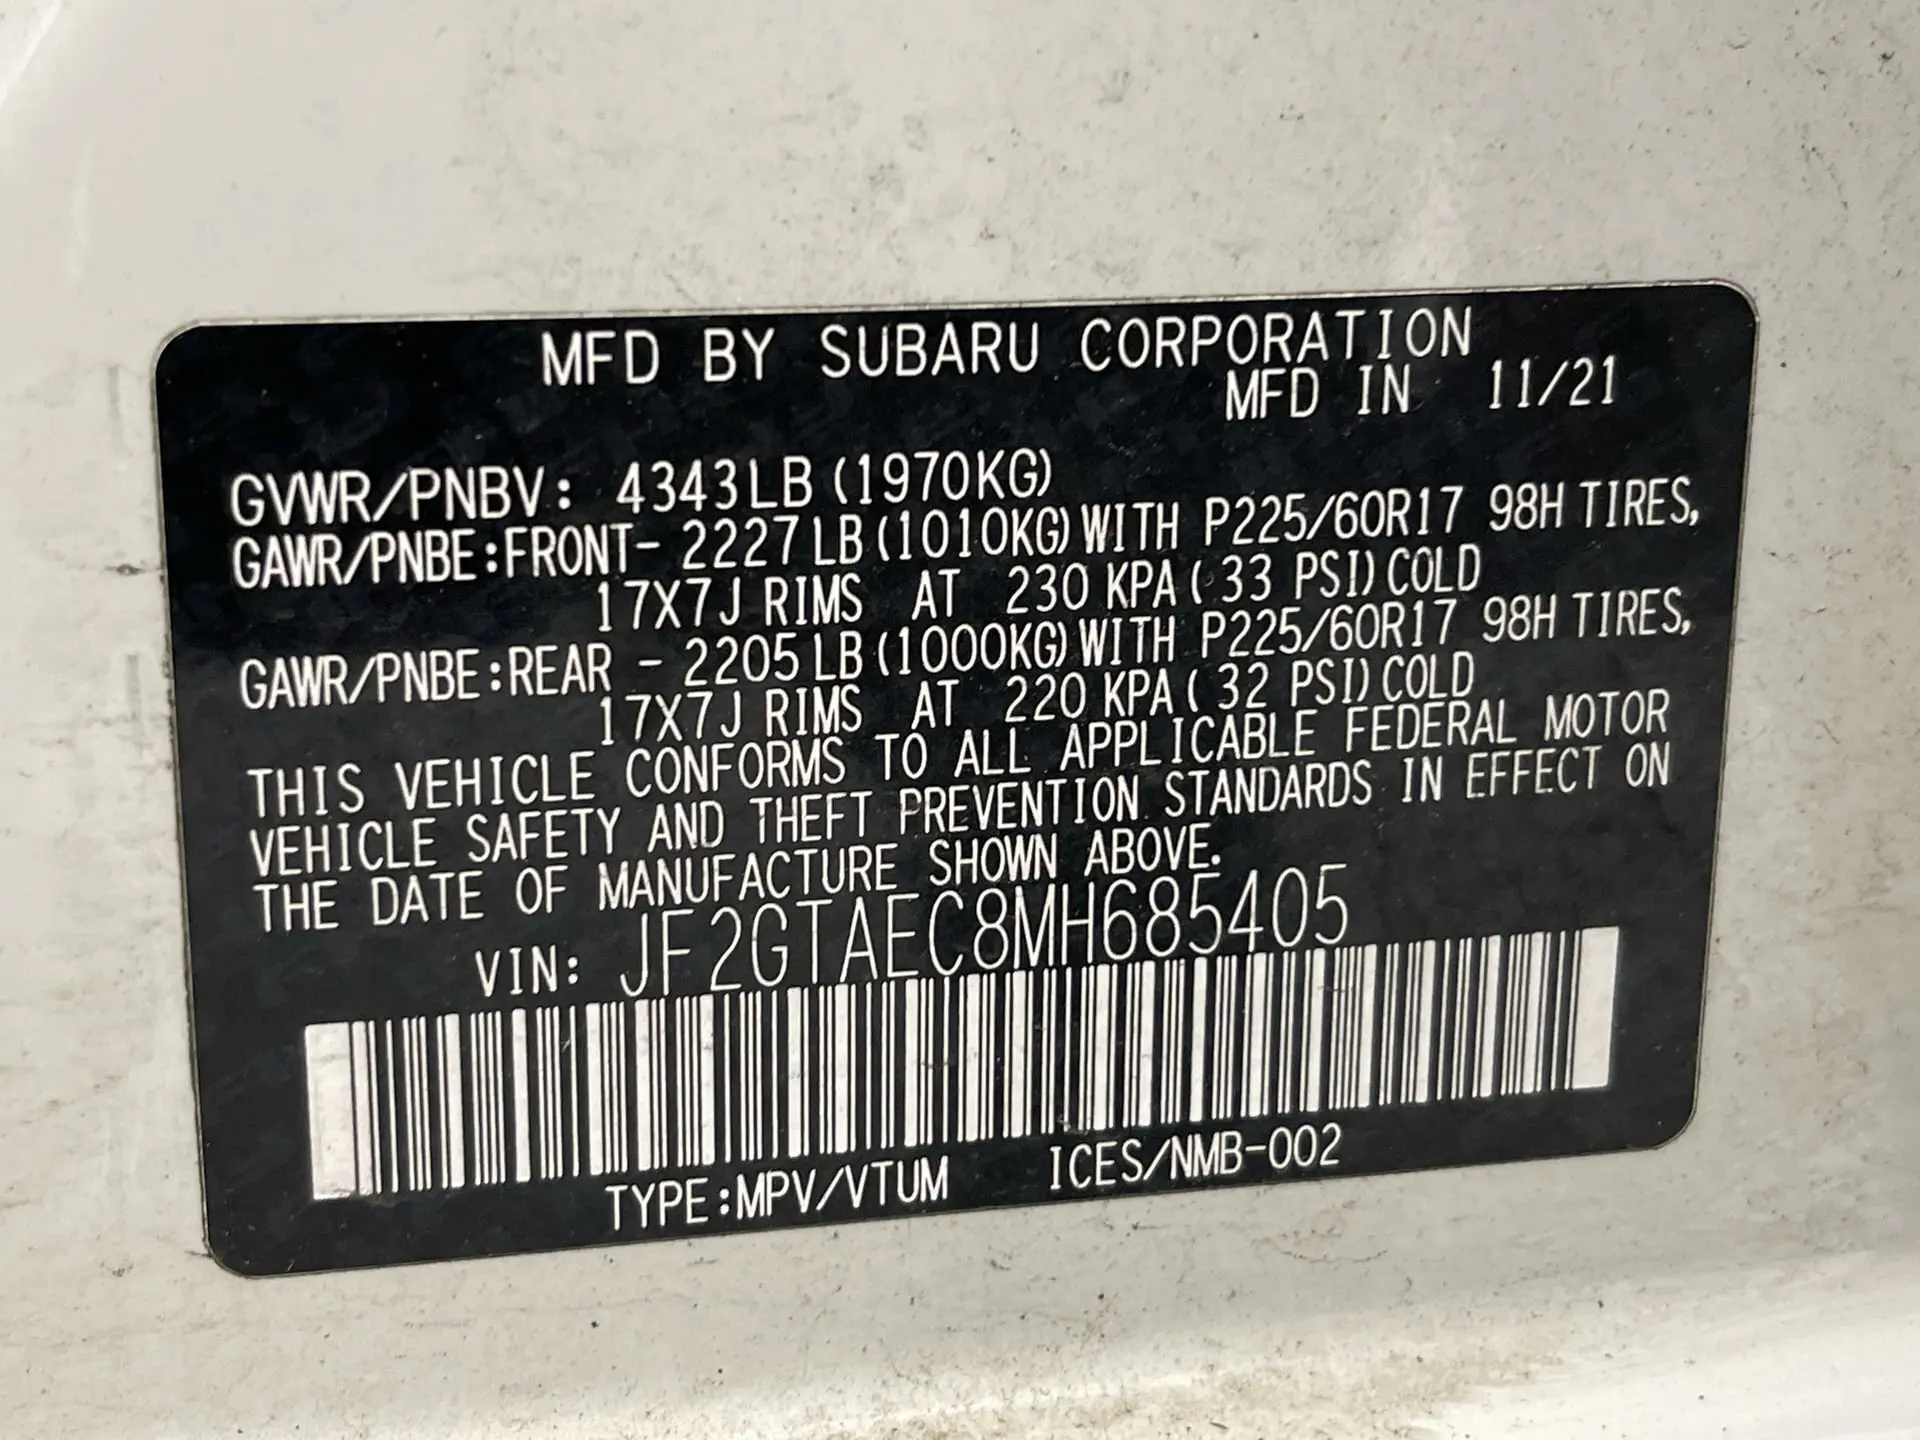 MFD BY SUBARU CORPORATION
MFD IN 11/21
GVWR/PNBV: 4343LB (1970KG)
GAWR/PNBE:FRONT- 2227LB(1010KG)WITH P225/60R17 98H TIRES,
17X7J RIMS AT 230 KPA( 33 PSI)COLD
GAWR/PNBE:REAR - 2205LB(1000KG)WITH P225/60R17 98H TIRES,
17X7J RIMS AT 220 KPA( 32 PSI)COLD
THIS VEHICLE CONFORMS TO ALL APPLICABLE FEDERAL MOTOR
VEHICLE SAFETY AND THEFT PREVENTION STANDARDS IN EFFECT ON
THE DATE OF MANUFACTURE SHOWN ABOVE.
VIN: JF2GTAEC8MH685405
TYPE:MPV/VTUM ICES/NMB-002